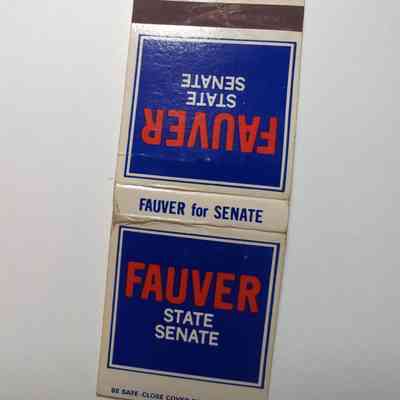 FAUVER
STATE
SENATE
FAUVER for SENATE
FAUVER
STATE
SENATE
BE SAFE-CLOSE COVER